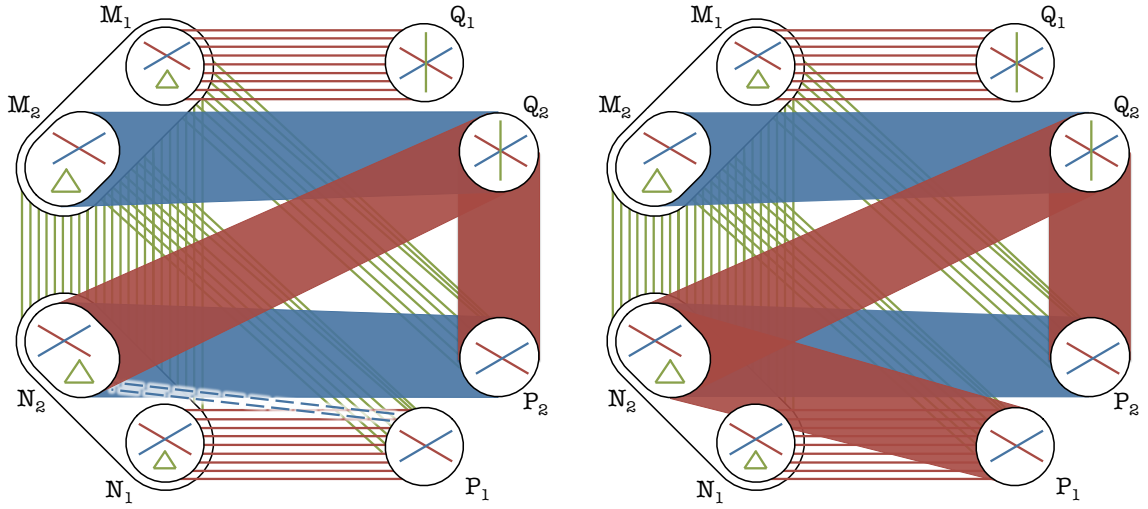 M₁ Q₁ M₁ Q₁
M₂ Q₂ M₂ Q₂
N₂ P₂ N₂ P₂
N₁ P₁ N₁ P₁